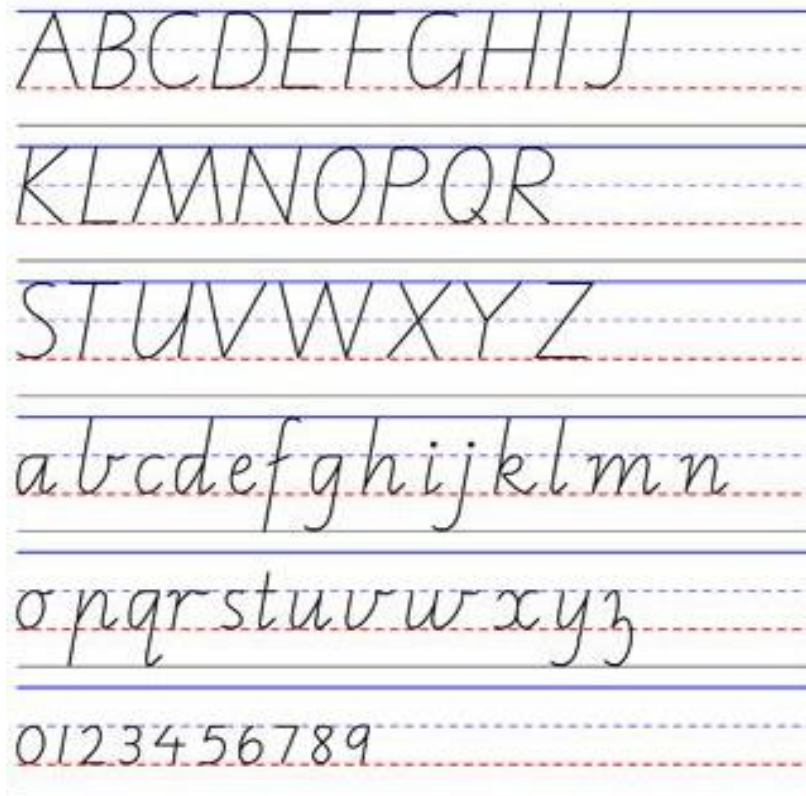 ABCDEFGHIJ
KLMNOPQR
STUVWXYZ
abcdefghijklmn
opqrstuvwxyz
0123456789